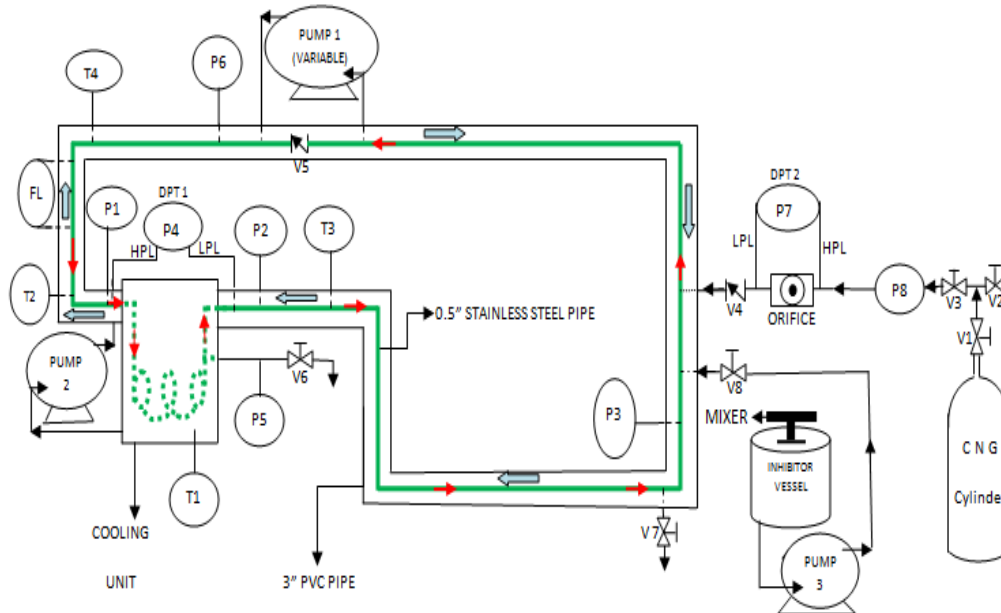 PUMP 1
(VARIABLE)
T4
P6
V5
FL
P1
DPT 1
P4
HPL
LPL
P2
T3
T2
DPT 2
P7
LPL
HPL
P8
V3
V2
V4
ORIFICE
V1
0.5” STAINLESS STEEL PIPE
PUMP
2
V6
P5
V8
P3
MIXER
INHIBITOR
VESSEL
C N G
Cylinde
T1
COOLING
UNIT
3” PVC PIPE
V 7
PUMP
3